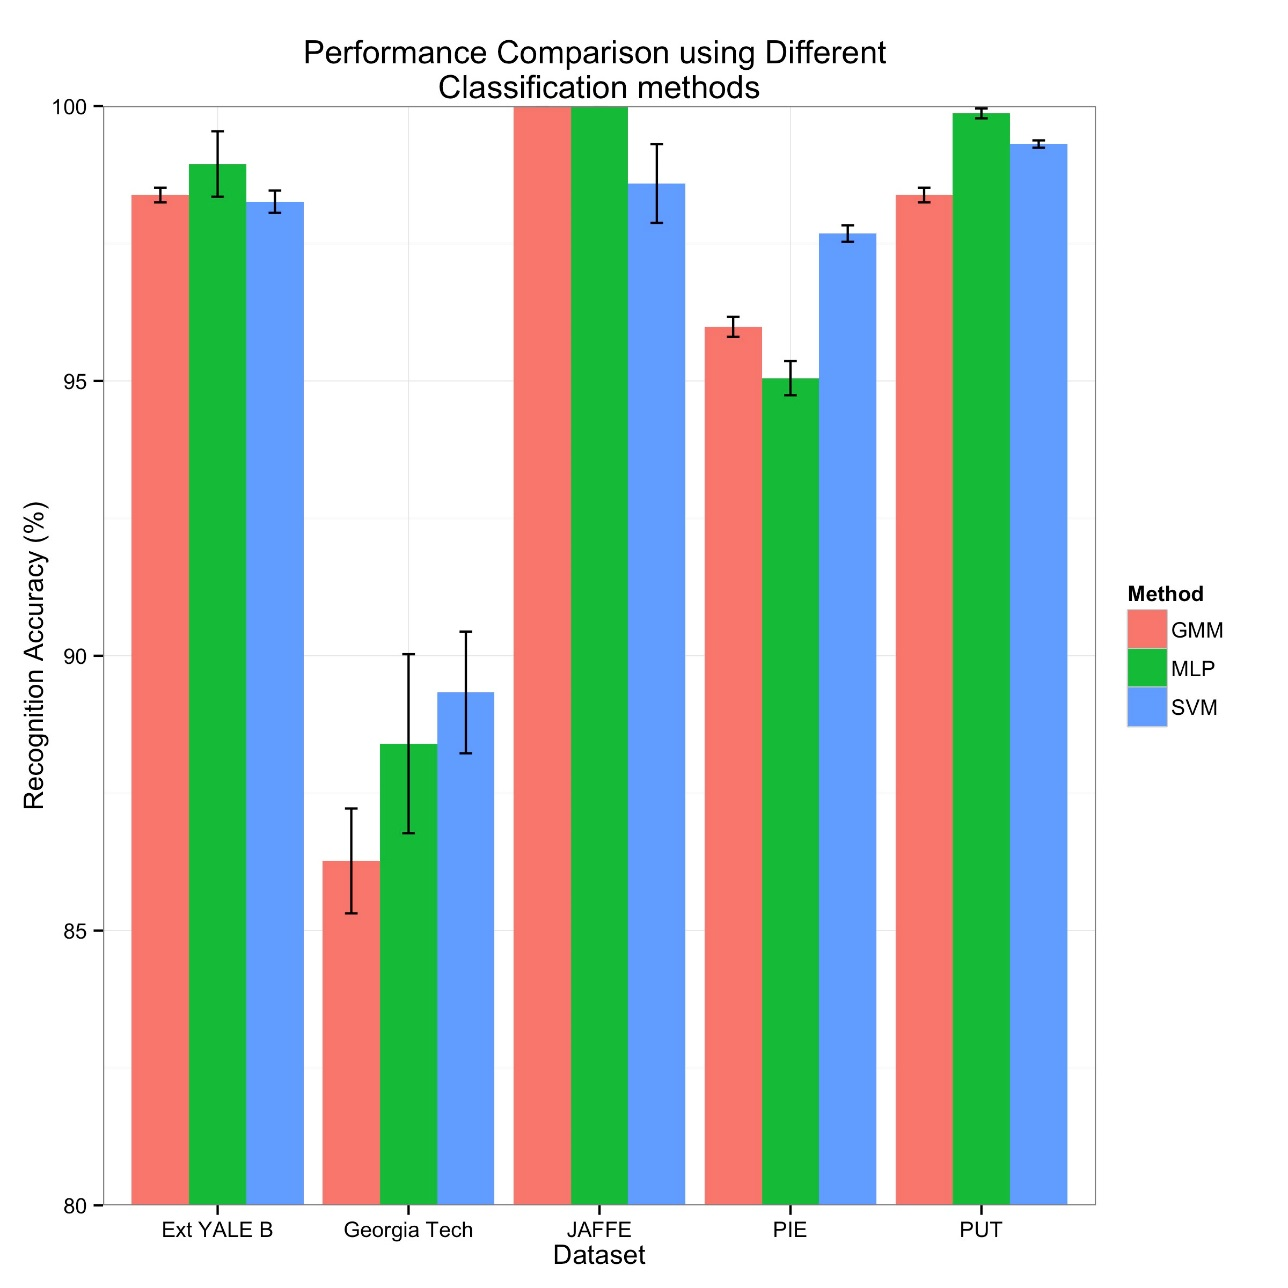 Performance Comparison using Different
Classification methods
Recognition Accuracy (%)
100
95
90
85
80
Ext YALE B
Georgia Tech
JAFFE
PIE
PUT
Dataset
Method
GMM
MLP
SVM